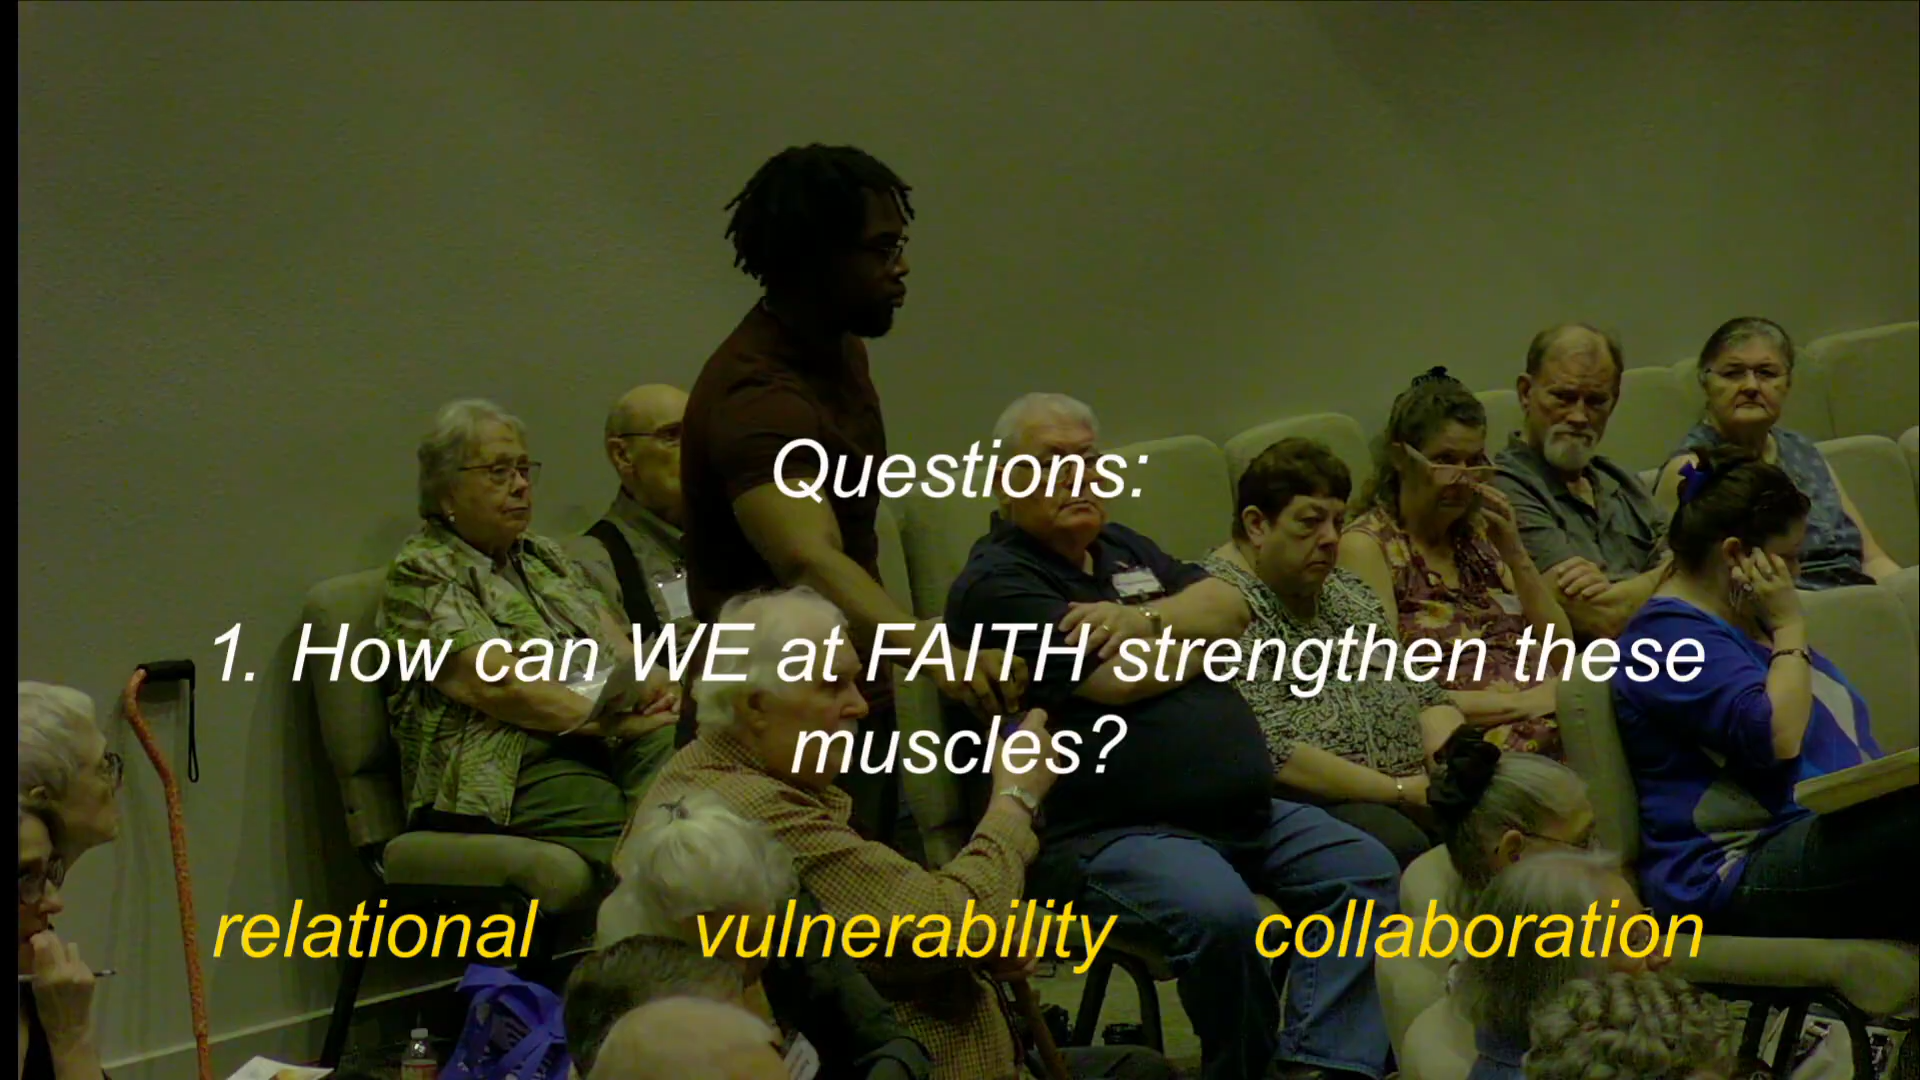 Questions:
1. How can WE at FAITH strengthen these
muscles?
relational vulnerability collaboration